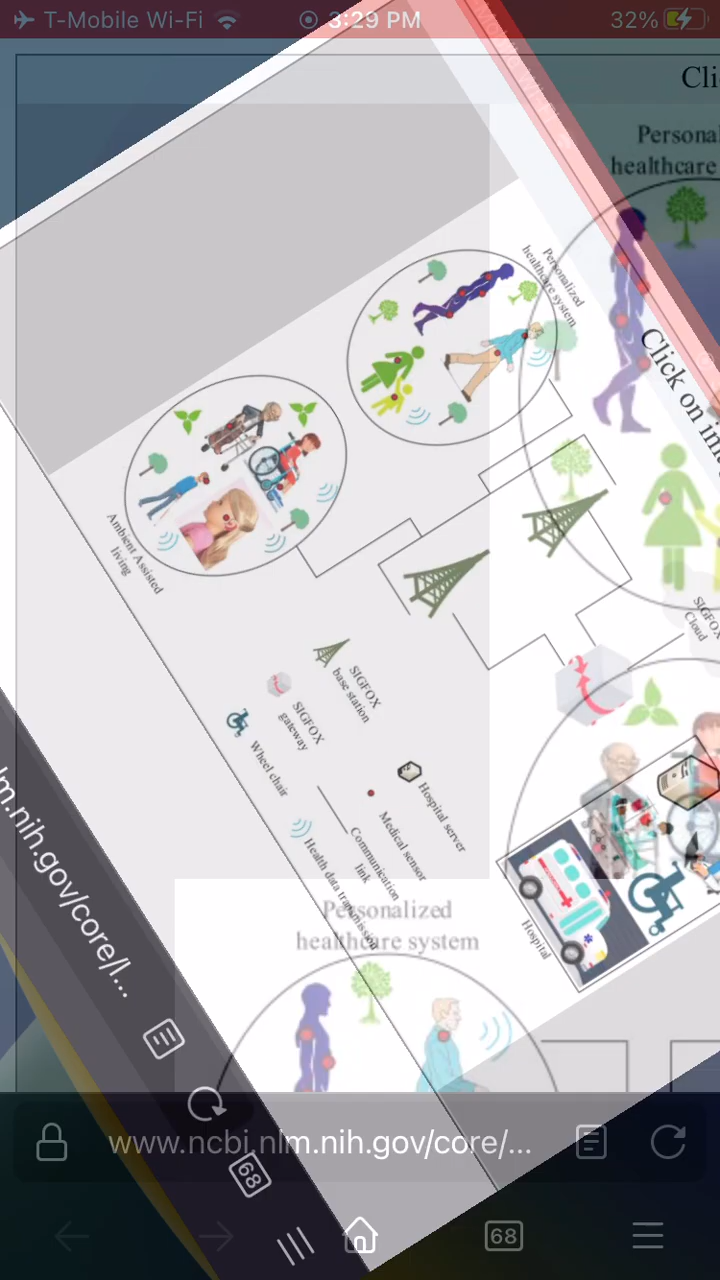 T-Mobile Wi-Fi
3:29 PM
32%
Cli
Personal
healthcare
Personalized
healthcare system
Click on im
Ambient Assisted
living
SIGFOX
Cloud
SIGFOX
base station
SIGFOX
gateway
Wheel chair
Hospital server
Medical sensor
Communication
link
Health data transmission
Hospital
Personalized
healthcare system
lm.nih.gov/core/l...
68
www.ncbi.nlm.nih.gov/core/...
68